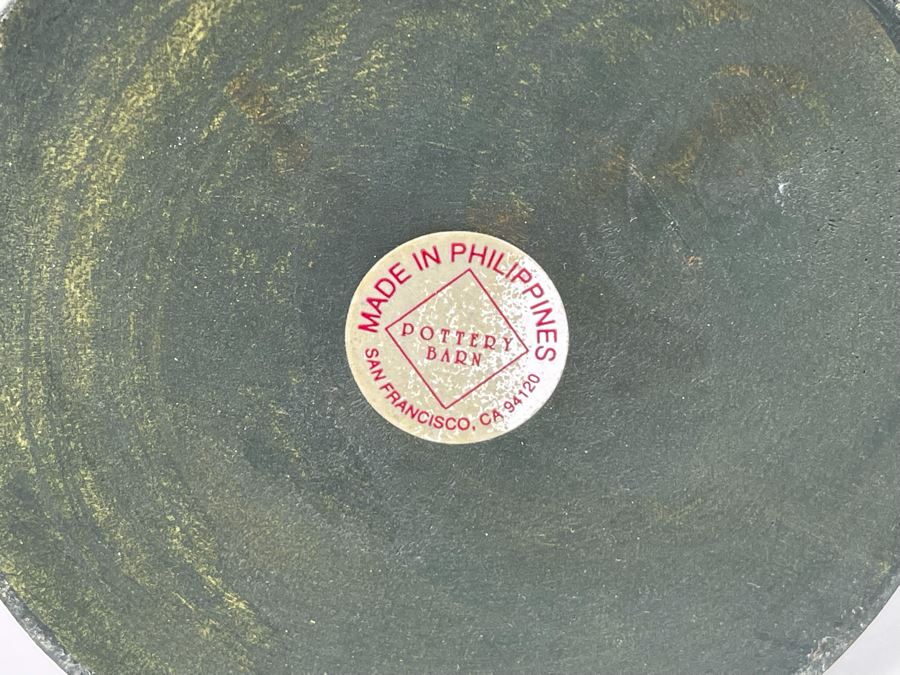 MADE IN PHILIPPINES
POTTERY
BARN
SAN FRANCISCO, CA 94120